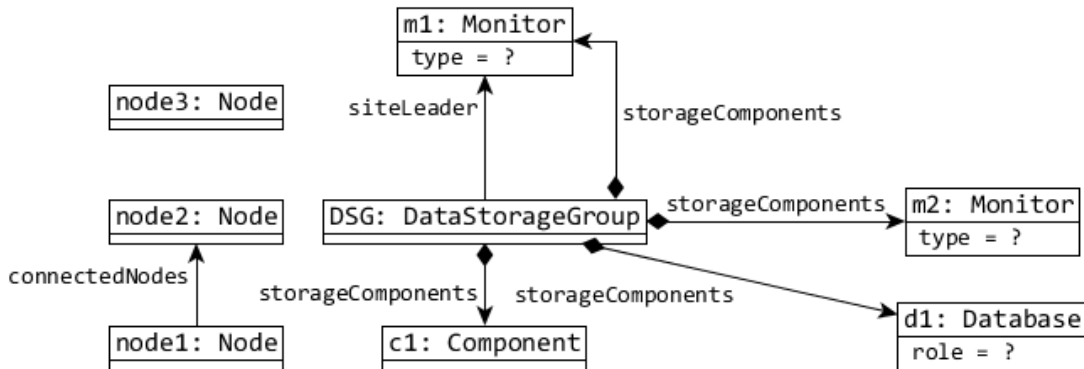 m1: Monitor
type = ?
node3: Node
siteLeader
storageComponents
node2: Node
DSG: DataStorageGroup
storageComponents
m2: Monitor
type = ?
connectedNodes
storageComponents
storageComponents
node1: Node
c1: Component
d1: Database
role = ?